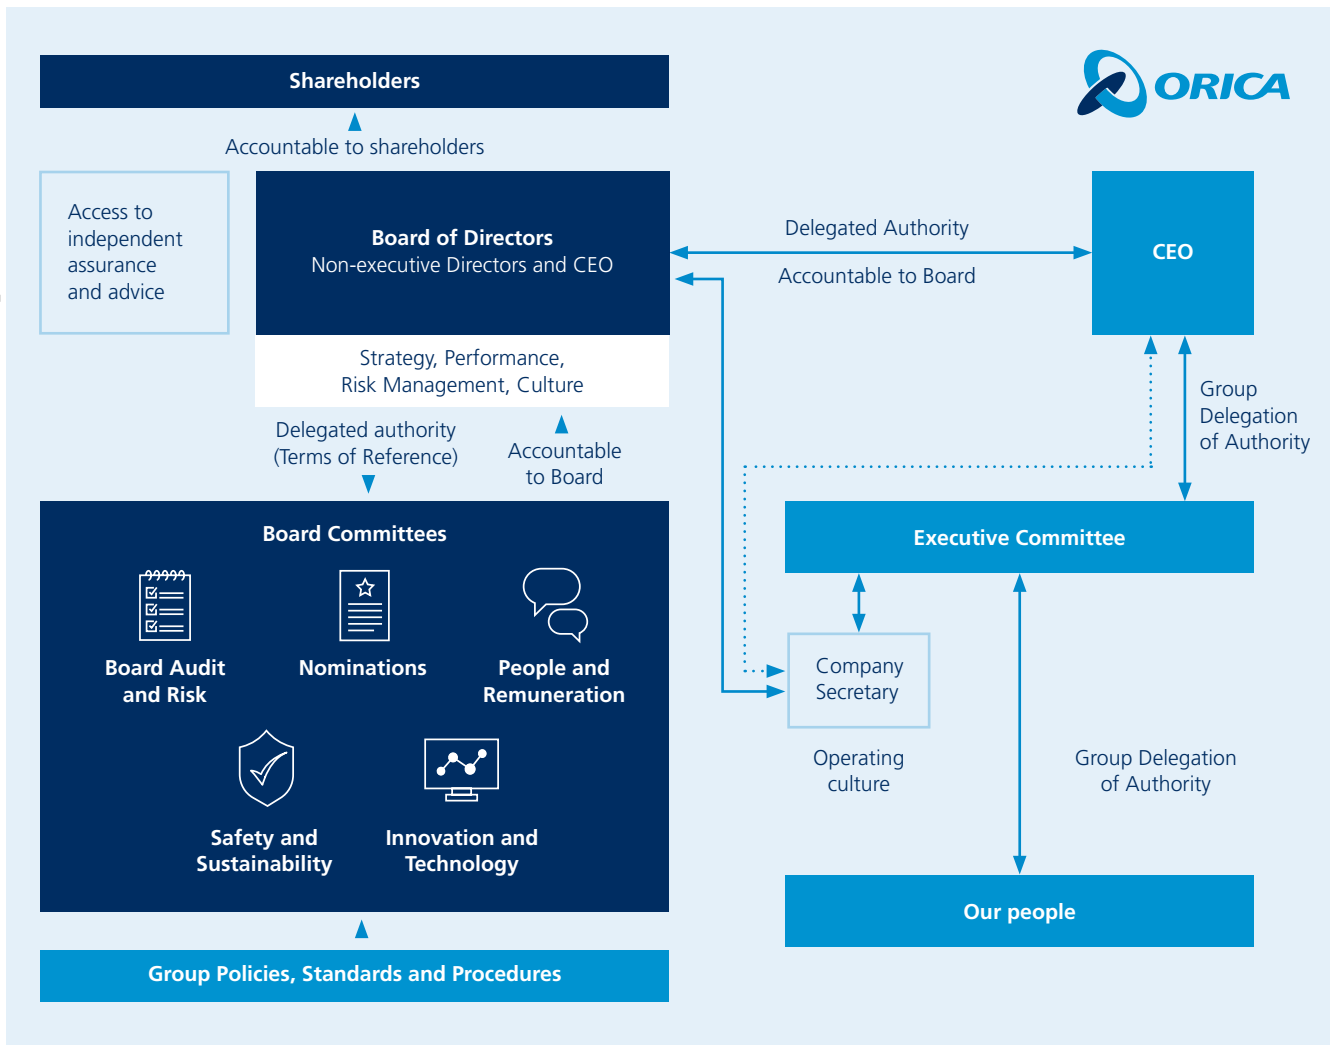 Shareholders
ORICA
Accountable to shareholders
Access to
independent
assurance
and advice
Board of Directors
Non-executive Directors and CEO
Delegated Authority
Accountable to Board
CEO
Strategy, Performance,
Risk Management, Culture
Delegated authority
(Terms of Reference)
Accountable
to Board
Group
Delegation
of Authority
Board Committees
Board Audit
and Risk
Nominations
People and
Remuneration
Safety and
Sustainability
Innovation and
Technology
Executive Committee
Company
Secretary
Operating
culture
Group Delegation
of Authority
Our people
Group Policies, Standards and Procedures